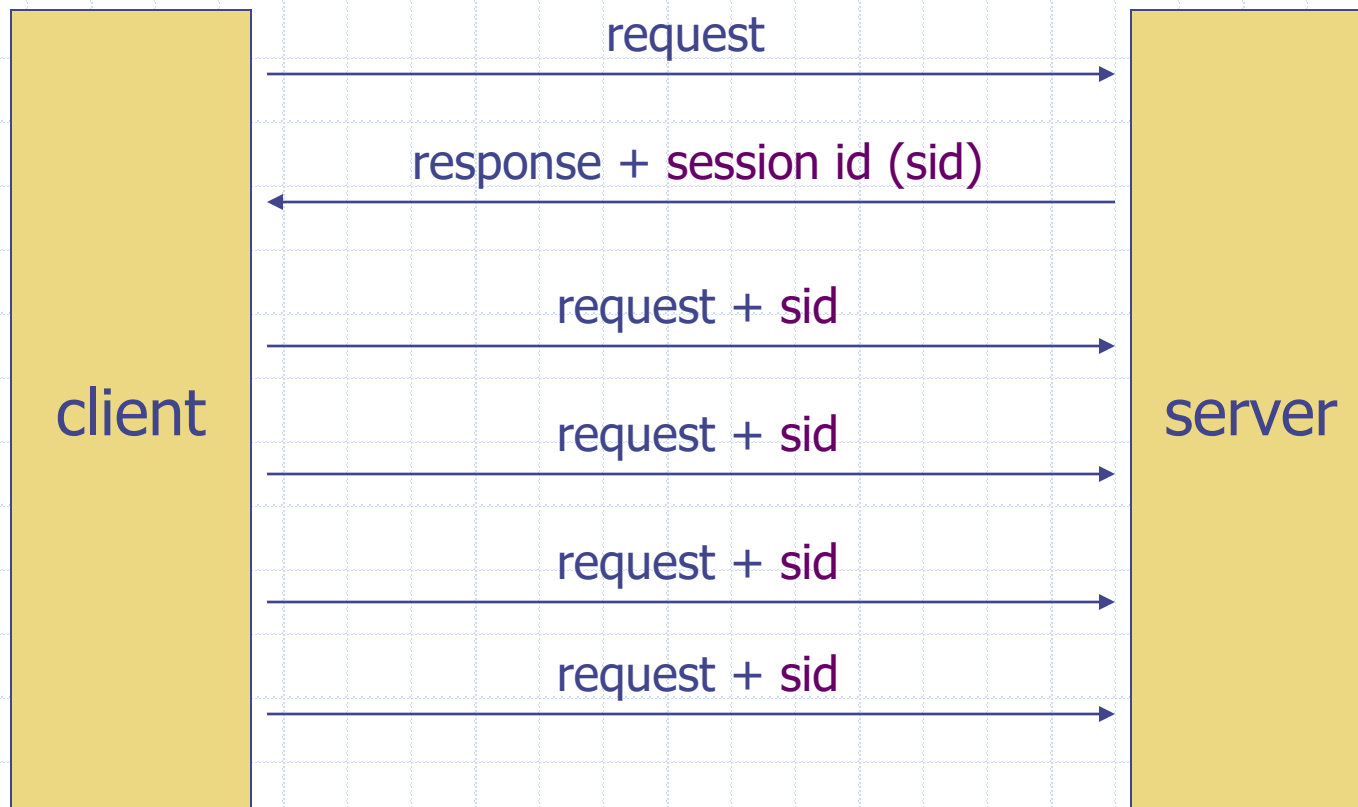 request
response + session id (sid)
request + sid
client
server
request + sid
request + sid
request + sid